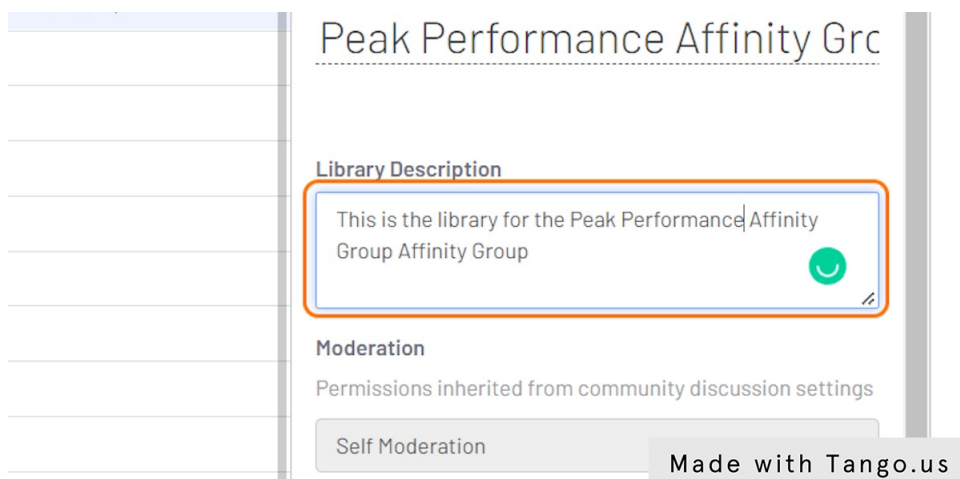 Peak Performance Affinity
Library Description
This is the library for the Peak Performance Affinity
Group Affinity Group
Moderation
Permissions inherited from community discussion settings
Self Moderation
Made with Tango.us